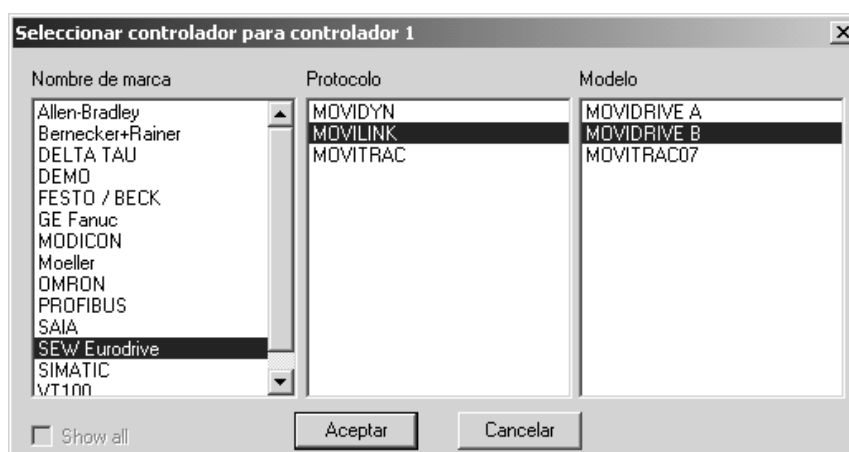 Seleccionar controlador para controlador 1
Nombre de marca
Allen-Bradley
Bernecker+Rainer
DELTA TAU
DEMO
FESTO / BECK
GE Fanuc
MODICON
Moeller
OMRON
PROFIBUS
SAIA
SEW Eurodrive
SIMATIC
VT100
Protocolo
MOVIDYN
MOVILINK
MOVITRAC
Modelo
MOVIDRIVE A
MOVIDRIVE B
MOVITRAC07
Show all
Aceptar
Cancelar